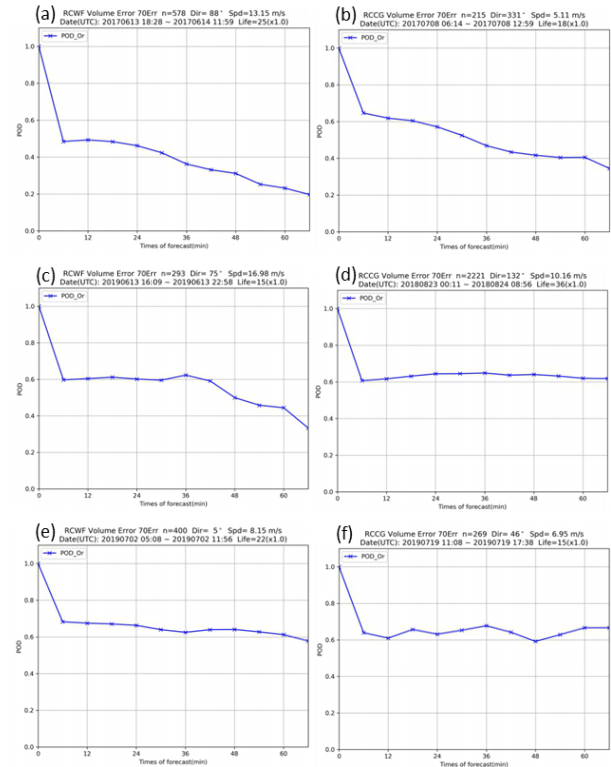 (a)
RCWF Volume Error 70Err n=578 Dir= 88° Spd=13.15 m/s
Date(UTC): 20170613 18:28 ~ 20170614 11:59 Life=25(x1.0)
POD_Or
1.0
0.8
0.6
0.4
0.2
0.0
POD
0 12 24 36 48 60
Times of forecast(min)
(b)
RCCG Volume Error 70Err n=215 Dir=331° Spd= 5.11 m/s
Date(UTC): 20170708 06:14 ~ 20170708 12:59 Life=18(x1.0)
POD_Or
1.0
0.8
0.6
0.4
0.2
0.0
POD
0 12 24 36 48 60
Times of forecast(min)
(c)
RCWF Volume Error 70Err n=293 Dir= 75° Spd=16.98 m/s
Date(UTC): 20190613 16:09 ~ 20190613 22:58 Life=15(x1.0)
POD_Or
1.0
0.8
0.6
0.4
0.2
0.0
POD
0 12 24 36 48 60
Times of forecast(min)
(d)
RCCG Volume Error 70Err n=2221 Dir=132° Spd=10.16 m/s
Date(UTC): 20180823 00:11 ~ 20180824 08:56 Life=36(x1.0)
POD_Or
1.0
0.8
0.6
0.4
0.2
0.0
POD
0 12 24 36 48 60
Times of forecast(min)
(e)
RCWF Volume Error 70Err n=400 Dir= 5° Spd= 8.15 m/s
Date(UTC): 20190702 05:08 ~ 20190702 11:56 Life=22(x1.0)
POD_Or
1.0
0.8
0.6
0.4
0.2
0.0
POD
0 12 24 36 48 60
Times of forecast(min)
(f)
RCCG Volume Error 70Err n=269 Dir= 46° Spd= 6.95 m/s
Date(UTC): 20190719 11:08 ~ 20190719 17:38 Life=15(x1.0)
POD_Or
1.0
0.8
0.6
0.4
0.2
0.0
POD
0 12 24 36 48 60
Times of forecast(min)